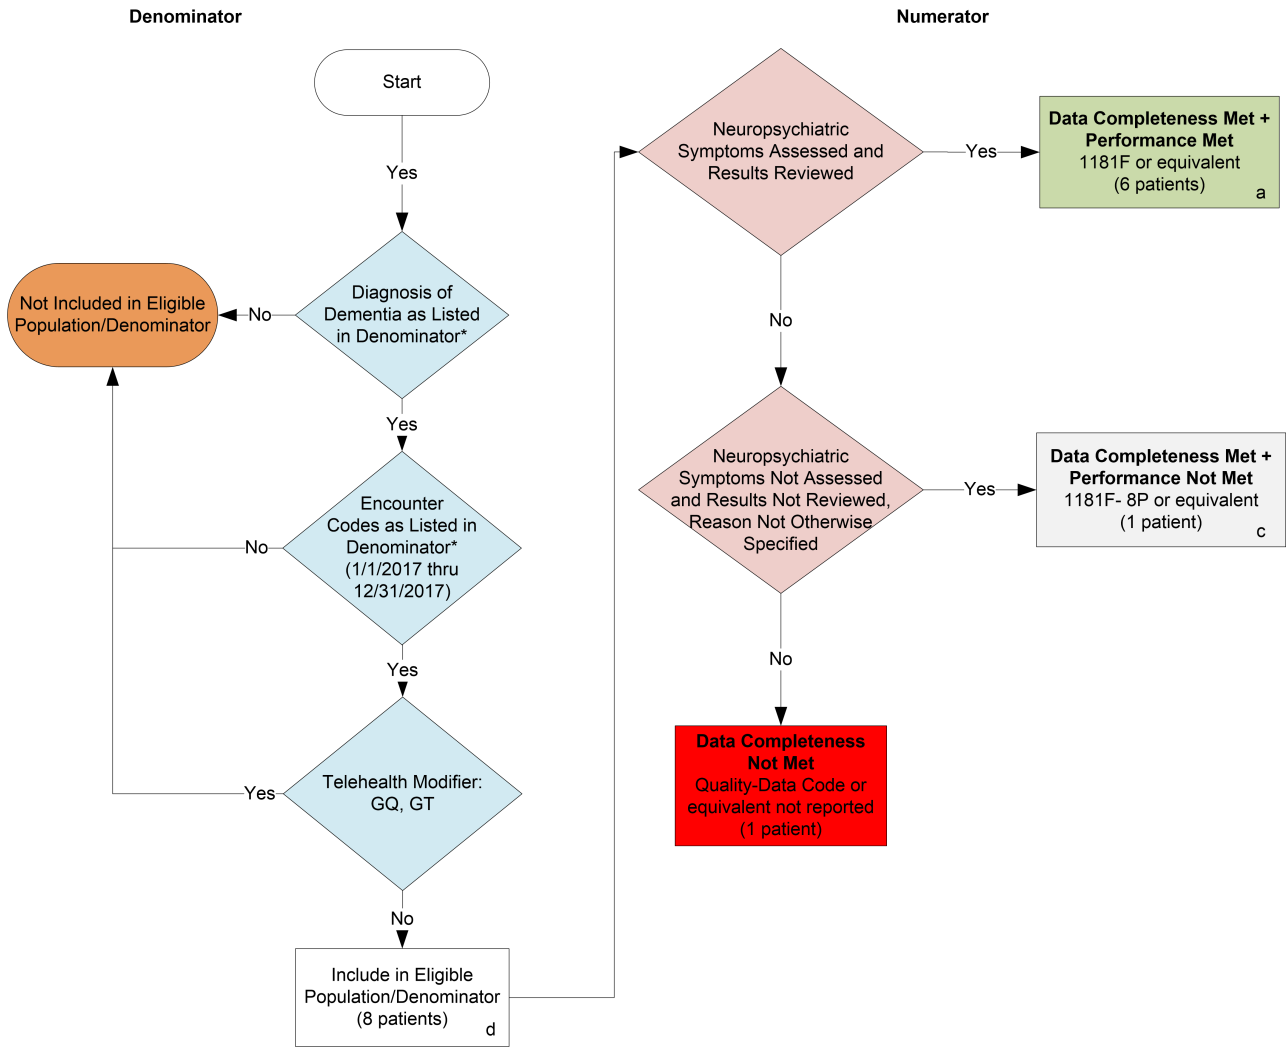 Denominator
Start
Yes
Diagnosis of
Dementia as Listed
in Denominator*
No
Not Included in Eligible
Population/Denominator
Yes
Encounter
Codes as Listed in
Denominator*
(1/1/2017 thru
12/31/2017)
No
Yes
Telehealth Modifier:
GQ, GT
Yes
No
Include in Eligible
Population/Denominator
(8 patients)
d
Numerator
Neuropsychiatric
Symptoms Assessed and
Results Reviewed
Yes
Data Completeness Met +
Performance Met
1181F or equivalent
(6 patients)
a
No
Neuropsychiatric
Symptoms Not Assessed
and Results Not Reviewed,
Reason Not Otherwise
Specified
Yes
Data Completeness Met +
Performance Not Met
1181F- 8P or equivalent
(1 patient)
c
No
Data Completeness
Not Met
Quality-Data Code or
equivalent not reported
(1 patient)